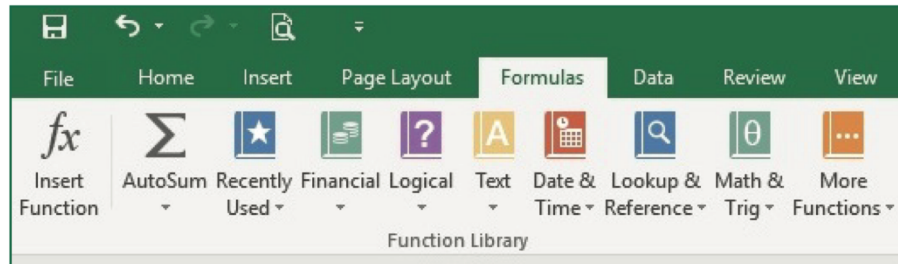 File Home Insert Page Layout Formulas Data Review View
fx Σ ? A θ
Insert AutoSum Recently Financial Logical Text Date & Lookup & Math & More
Function Used Time Reference Trig Functions
Function Library